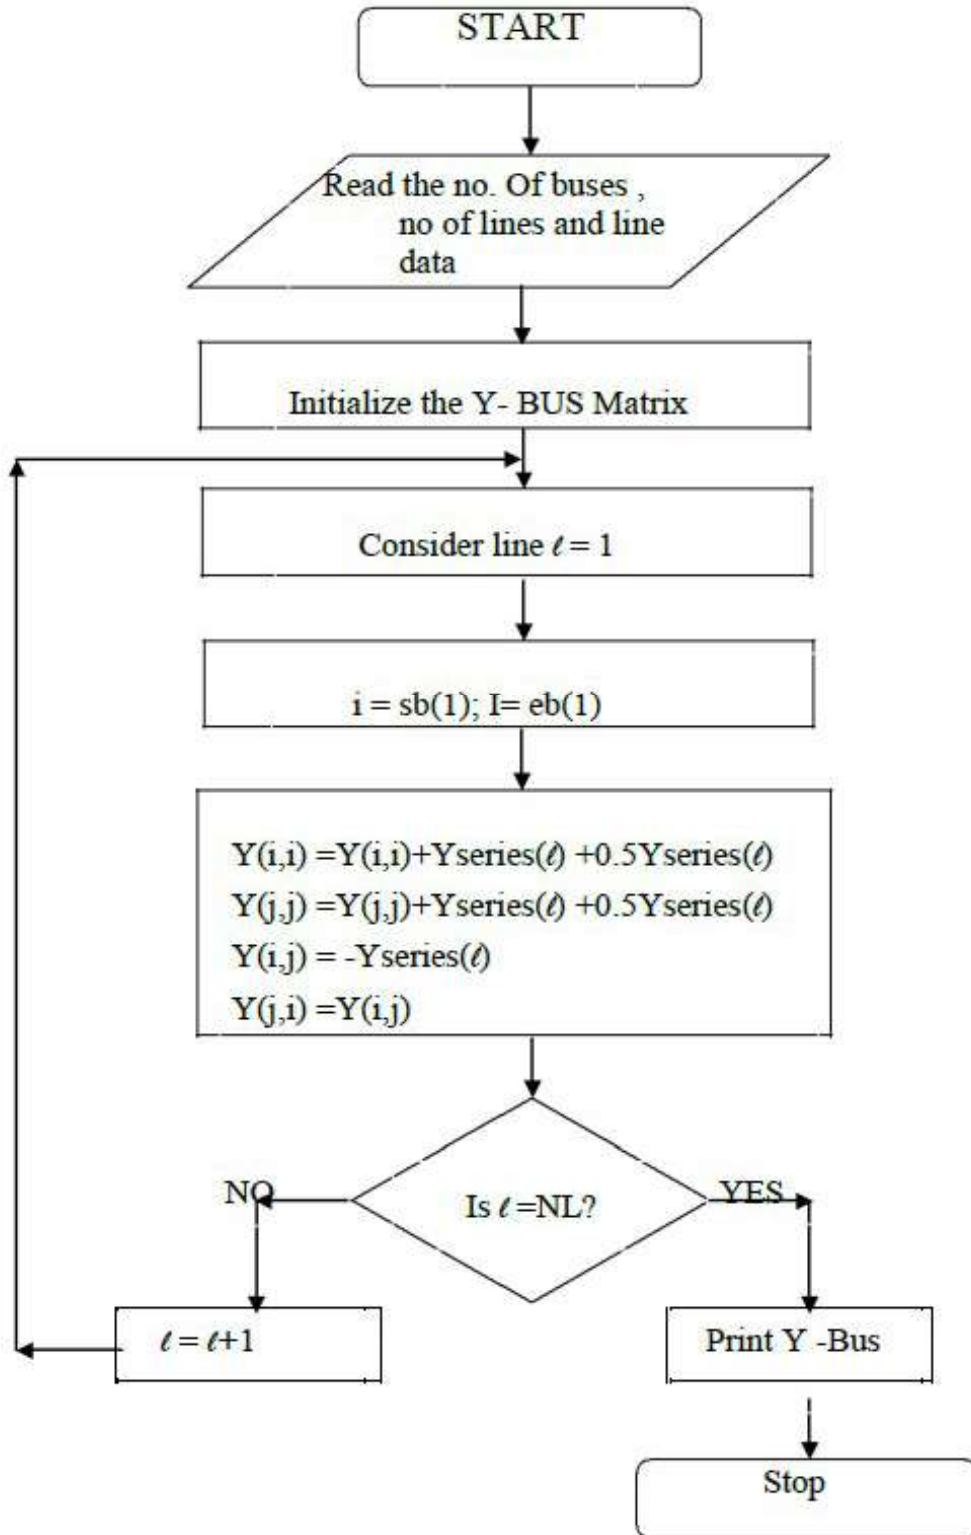 START
Read the no. Of buses ,
no of lines and line
data
Initialize the Y- BUS Matrix
Consider line ℓ = 1
i = sb(1); I= eb(1)
Y(i,i) =Y(i,i)+Yseries(ℓ) +0.5Yseries(ℓ)
Y(j,j) =Y(j,j)+Yseries(ℓ) +0.5Yseries(ℓ)
Y(i,j) = -Yseries(ℓ)
Y(j,i) =Y(i,j)
NO
Is ℓ =NL?
YES
ℓ = ℓ+1
Print Y -Bus
Stop